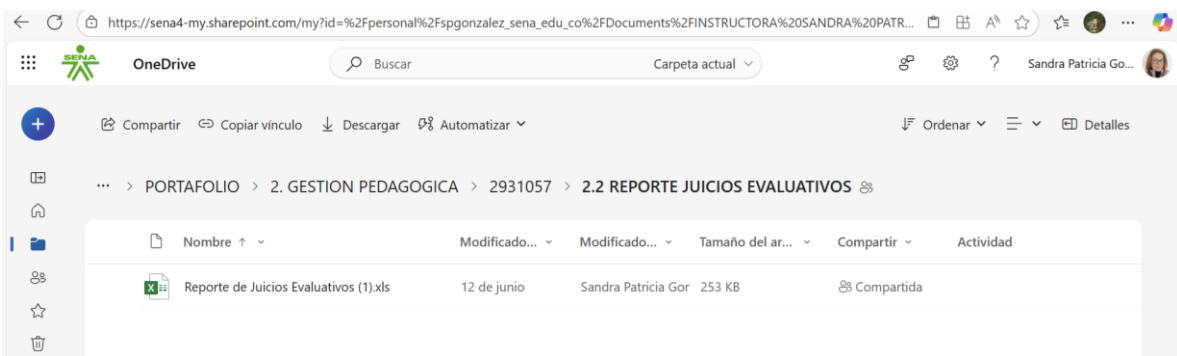 https://sena4-my.sharepoint.com/my?id=%2Fpersonal%2Fspgonzalez_sena_edu_co%2FDocuments%2FINSTRUCTORA%20SANDRA%20PATR...
SENA OneDrive Buscar Carpeta actual Sandra Patricia Go...
Compartir Copiar vínculo Descargar Automatizar Ordenar Detalles
... > PORTAFOLIO > 2. GESTION PEDAGOGICA > 2931057 > 2.2 REPORTE JUICIOS EVALUATIVOS
Nombre ↑ Modificado... Modificado... Tamaño del ar... Compartir Actividad
Reporte de Juicios Evaluativos (1).xls 12 de junio Sandra Patricia Gor 253 KB Compartida